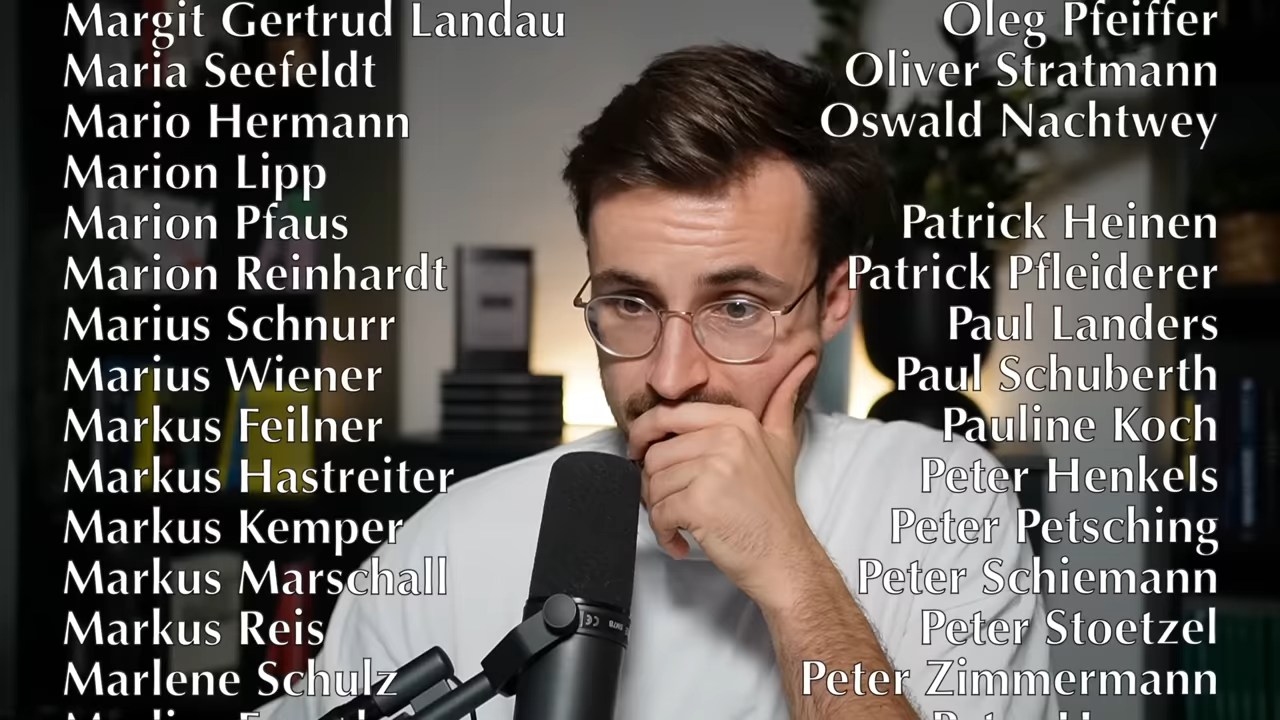 Margit Gertrud Landau
Maria Seefeldt
Mario Hermann
Marion Lipp
Marion Pfaus
Marion Reinhardt
Marius Schnurr
Marius Wiener
Markus Feilner
Markus Hastreiter
Markus Kemper
Markus Marschall
Markus Reis
Marlene Schulz
Oleg Pfeiffer
Oliver Stratmann
Oswald Nachtwey
Patrick Heinen
Patrick Pfleiderer
Paul Landers
Paul Schuberth
Pauline Koch
Peter Henkels
Peter Petsching
Peter Schiemann
Peter Stoetzel
Peter Zimmermann